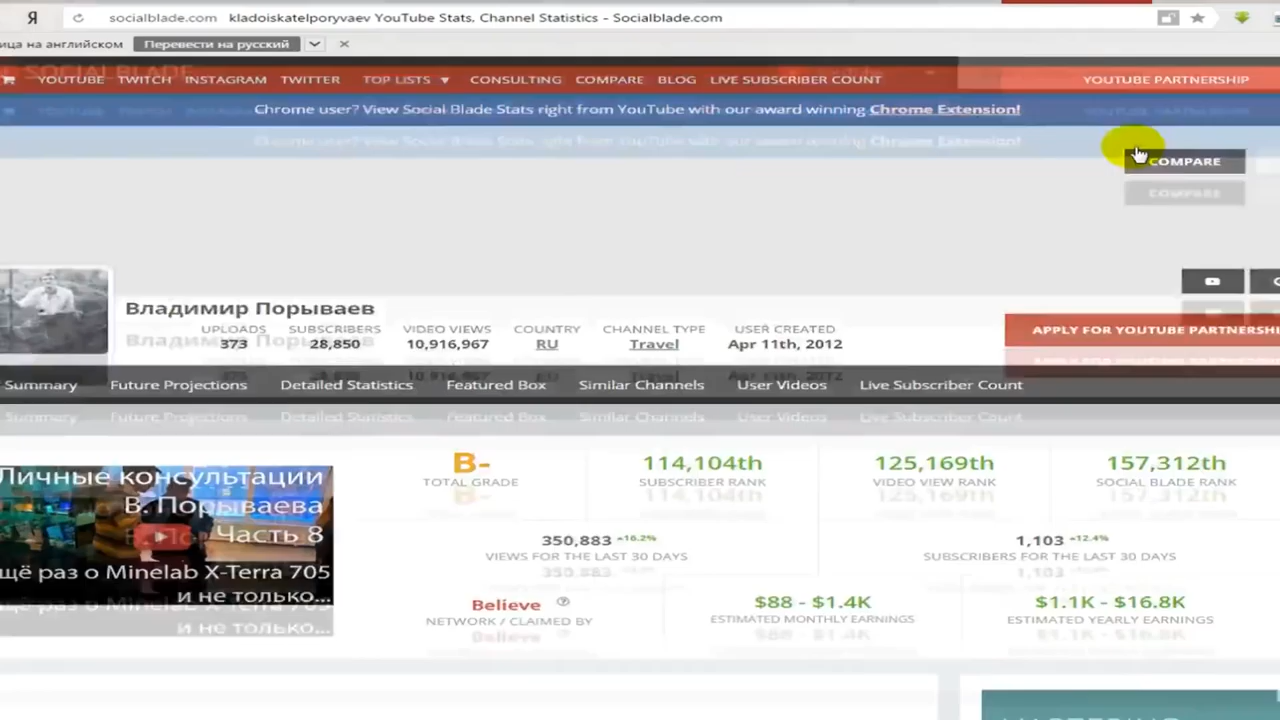 Я socialblade.com kladoiskatelporyvaev YouTube Stats, Channel Statistics - Socialblade.com
ица на английском Перевести на русский
YOUTUBE TWITCH INSTAGRAM TWITTER TOP LISTS CONSULTING COMPARE BLOG LIVE SUBSCRIBER COUNT YOUTUBE PARTNERSHIP
Chrome user? View Social Blade Stats right from YouTube with our award winning Chrome Extension!
COMPARE
Владимир Порываев
UPLOADS SUBSCRIBERS VIDEO VIEWS COUNTRY CHANNEL TYPE USER CREATED
373 28,850 10,916,967 RU Travel Apr 11th, 2012
APPLY FOR YOUTUBE PARTNERSHI
Summary Future Projections Detailed Statistics Featured Box Similar Channels User Videos Live Subscriber Count
B- 114,104th 125,169th 157,312th
TOTAL GRADE SUBSCRIBER RANK VIDEO VIEW RANK SOCIAL BLADE RANK
Личные консультации
В. Порываева
Часть 8
щё раз о Minelab X-Terra 705
и не только...
350,883 +16.2% 1,103 +12.4%
VIEWS FOR THE LAST 30 DAYS SUBSCRIBERS FOR THE LAST 30 DAYS
Believe $88 - $1.4K $1.1K - $16.8K
NETWORK / CLAIMED BY ESTIMATED MONTHLY EARNINGS ESTIMATED YEARLY EARNINGS